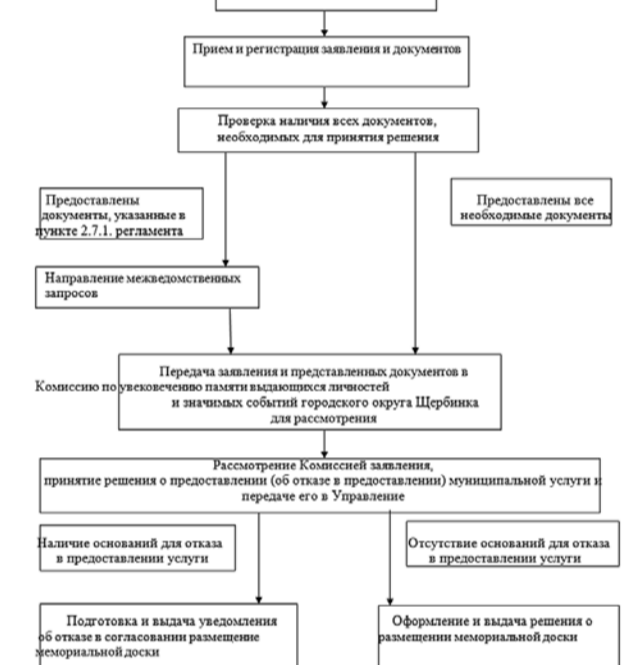 Прием и регистрация заявления и документов
Проверка наличия всех документов,
необходимых для принятия решения
Предоставлены
документы, указанные в
пункте 2.7.1. регламента
Предоставлены все
необходимые документы
Направление межведомственных
запросов
Передача заявления и представленных документов в
Комиссию по увековечению памяти выдающихся личностей
и значимых событий городского округа Щербинка
для рассмотрения
Рассмотрение Комиссией заявления,
принятие решения о предоставлении (об отказе в предоставлении) муниципальной услуги и
передаче его в Управление
Наличие оснований для отказа
в предоставлении услуги
Отсутствие оснований для отказа
в предоставлении услуги
Подготовка и выдача уведомления
об отказе в согласовании размещение
мемориальной доски
Оформление и выдача решения о
размещении мемориальной доски